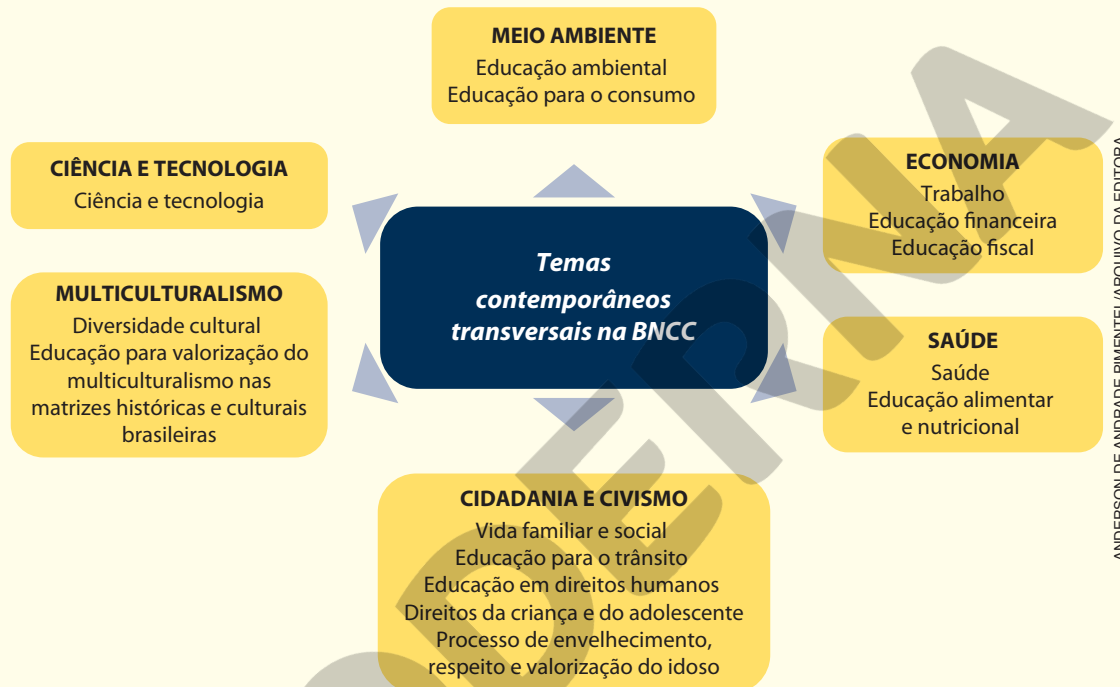 MEIO AMBIENTE
Educação ambiental
Educação para o consumo
CIÊNCIA E TECNOLOGIA
Ciência e tecnologia
ECONOMIA
Trabalho
Educação financeira
Educação fiscal
Temas
contemporâneos
transversais na BNCC
MULTICULTURALISMO
Diversidade cultural
Educação para valorização do
multiculturalismo nas
matrizes históricas e culturais
brasileiras
SAÚDE
Saúde
Educação alimentar
e nutricional
CIDADANIA E CIVISMO
Vida familiar e social
Educação para o trânsito
Educação em direitos humanos
Direitos da criança e do adolescente
Processo de envelhecimento,
respeito e valorização do idoso
ANDERSON DE ANDRADE PIMENTEL/ARQUIVO DA EDITORA
DERNA